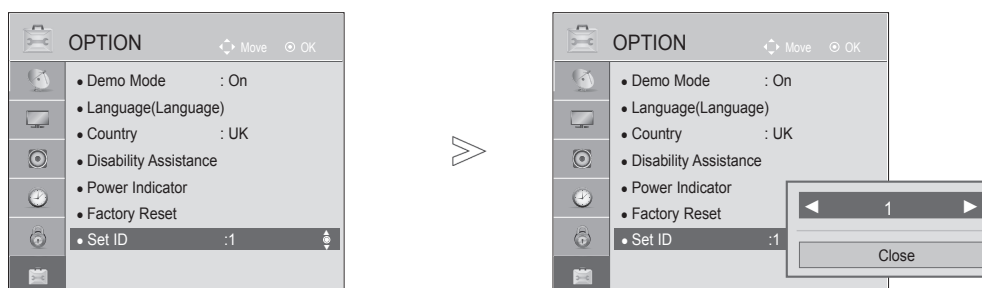 OPTION
Move OK
• Demo Mode : On
• Language(Language)
• Country : UK
• Disability Assistance
• Power Indicator
• Factory Reset
• Set ID :1
OPTION
Move OK
• Demo Mode : On
• Language(Language)
• Country : UK
• Disability Assistance
• Power Indicator
• Factory Reset
• Set ID :1
◀ 1 ▶
Close